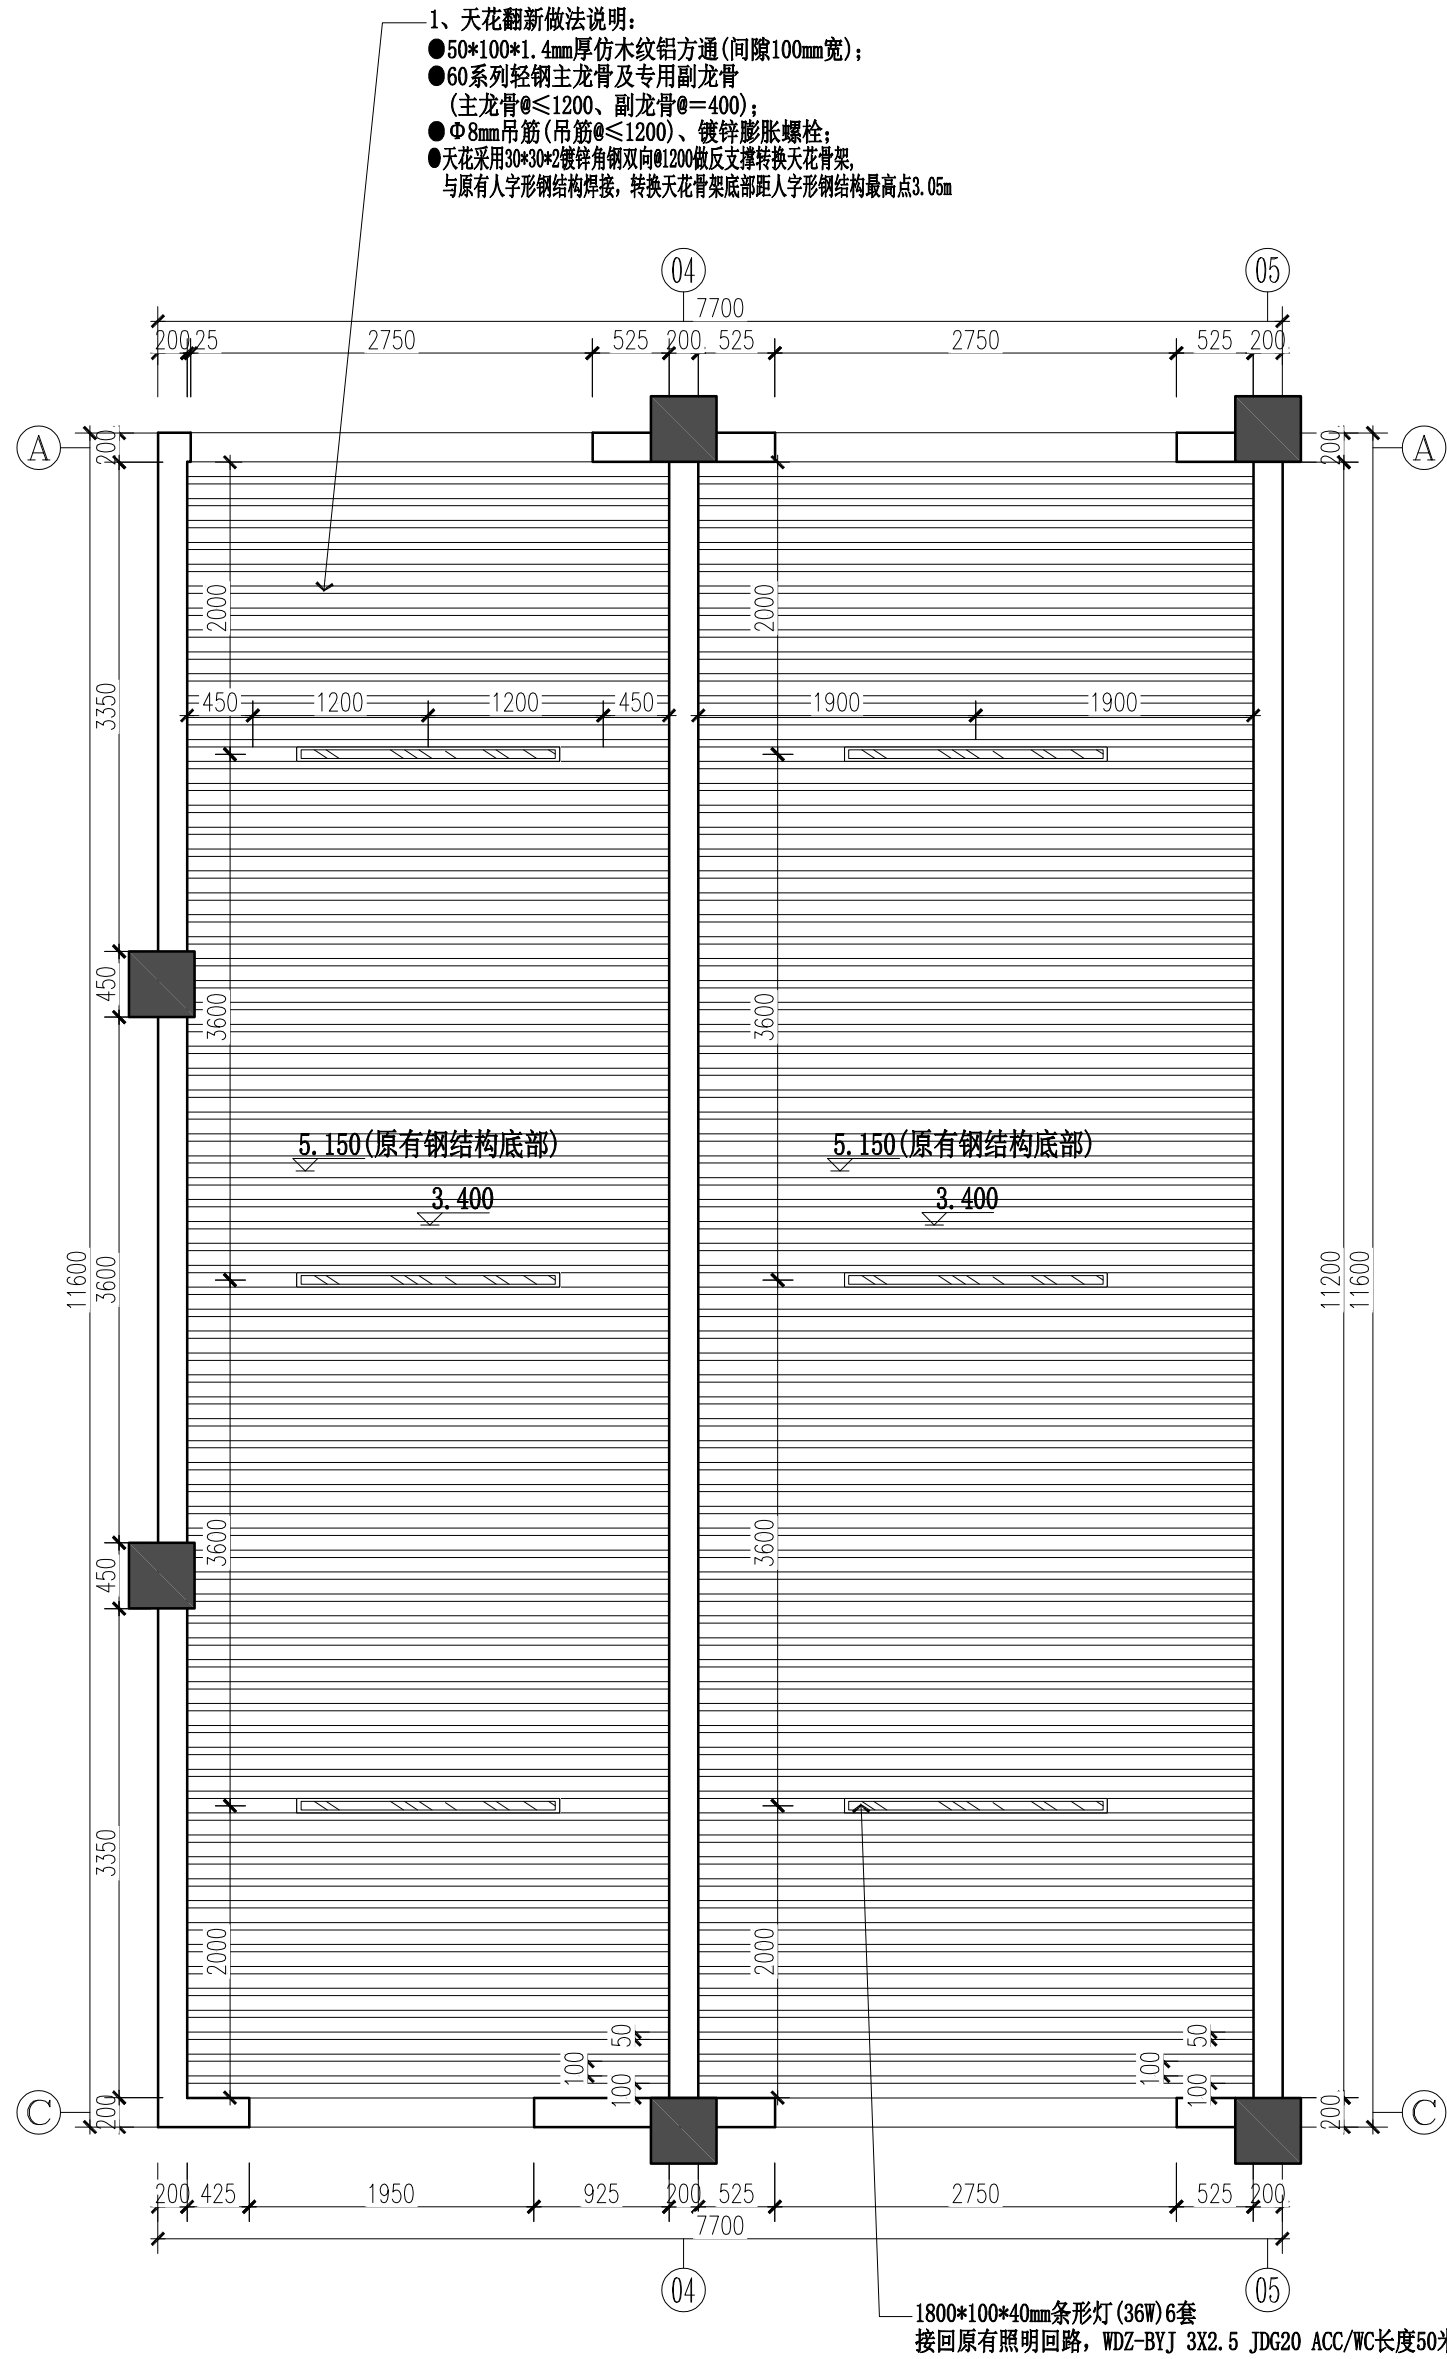 1、天花翻新做法说明：
●50*100*1.4mm厚仿木纹铝方通(间隙100mm宽)；
●60系列轻钢主龙骨及专用副龙骨
(主龙骨@≤1200、副龙骨@=400)；
●Φ8mm吊筋(吊筋@≤1200)、镀锌膨胀螺栓；
●天花采用30*30*2镀锌角钢双向@1200做反支撑转换天花骨架,
与原有人字形钢结构焊接，转换天花骨架底部距人字形钢结构最高点3.05m
04 05
7700
200 25 2750 525 200 525 2750 525 200
A 200 200 A
2000 2000
3350
450 1200 1200 450 1900 1900
450
3600 3600
5.150(原有钢结构底部) 5.150(原有钢结构底部)
3.400 3.400
11600 3600 11200 11600
3600 3600
450
3350
2000 2000
50 50
100 100
100 100
C 200 200 C
200 425 1950 925 200 525 2750 525 200
7700
04 05
1800*100*40mm条形灯(36W)6套
接回原有照明回路，WDZ-BYJ 3X2.5 JDG20 ACC/WC长度50米